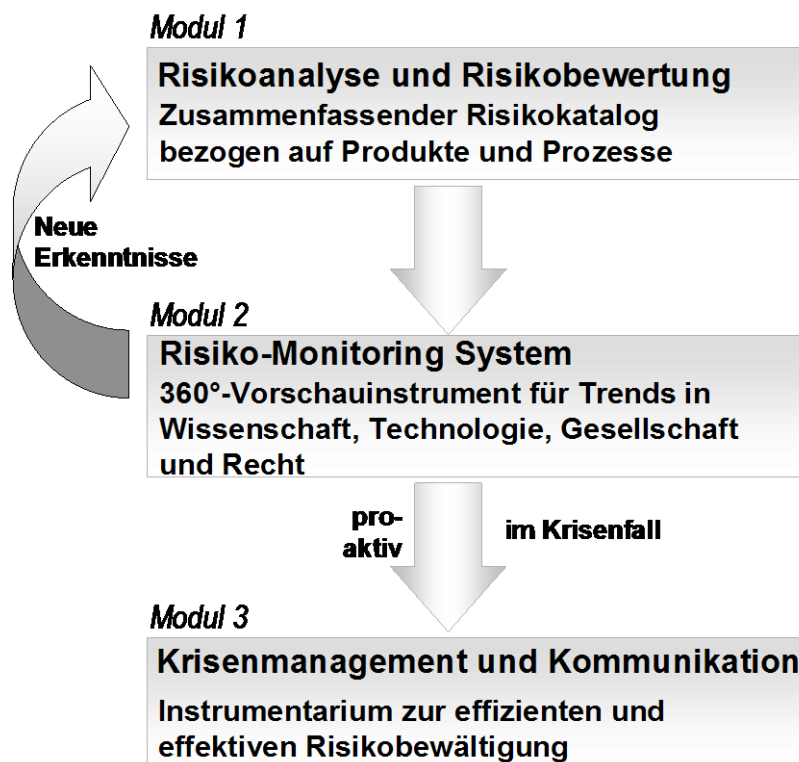 Modul 1
Risikoanalyse und Risikobewertung
Zusammenfassender Risikokatalog
bezogen auf Produkte und Prozesse
Neue
Erkenntnisse
Modul 2
Risiko-Monitoring System
360°-Vorschauinstrument für Trends in
Wissenschaft, Technologie, Gesellschaft
und Recht
pro-
aktiv
im Krisenfall
Modul 3
Krisenmanagement und Kommunikation
Instrumentarium zur effizienten und
effektiven Risikobewältigung